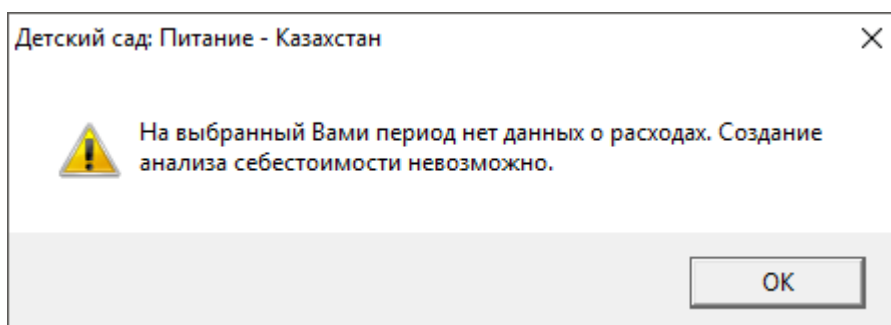 Детский сад: Питание - Казахстан
На выбранный Вами период нет данных о расходах. Создание
анализа себестоимости невозможно.
OK